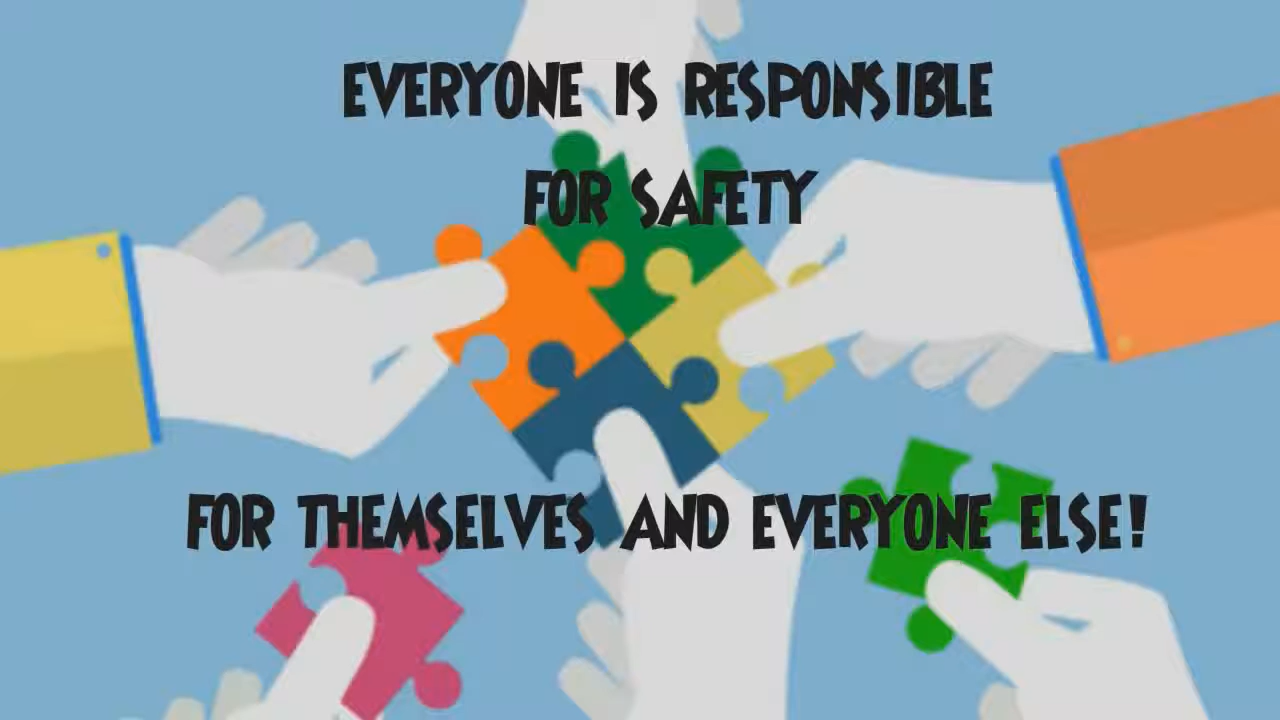 EVERYONE IS RESPONSIBLE
FOR SAFETY
FOR THEMSELVES AND EVERYONE ELSE!